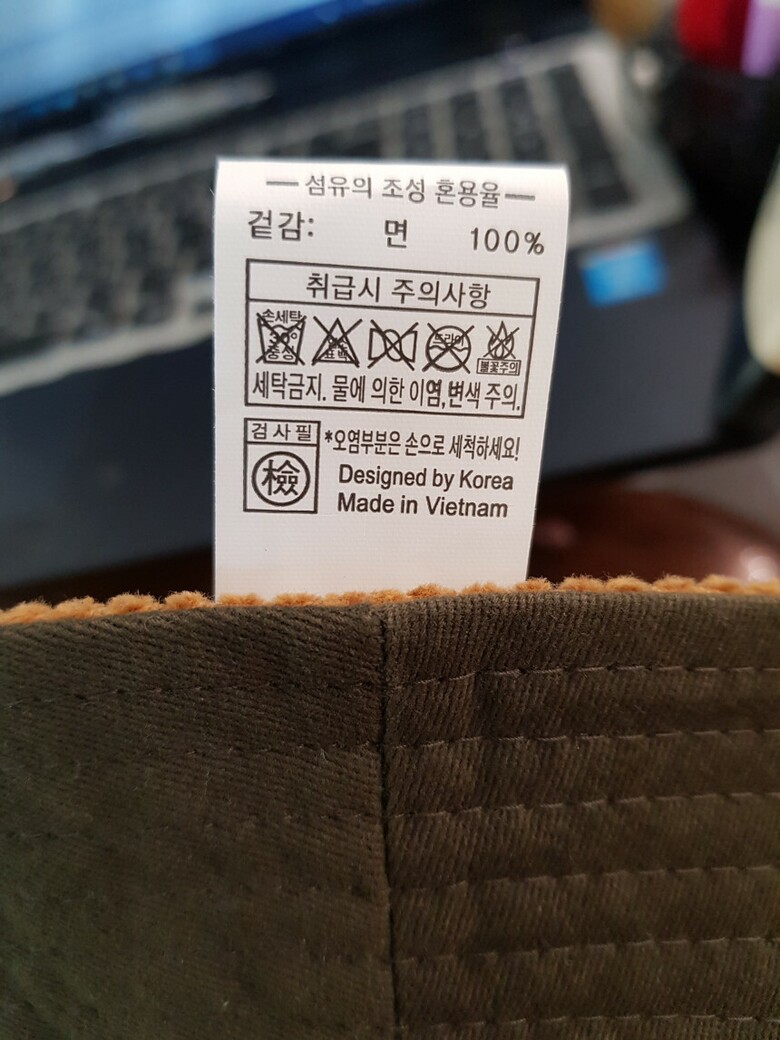 섬유의 조성 혼용율
겉감: 면 100%
취급시 주의사항
손세탁 30° 중성 표백 드라이 불꽃주의
세탁금지. 물에 의한 이염,변색 주의.
검사필
檢
*오염부분은 손으로 세척하세요!
Designed by Korea
Made in Vietnam